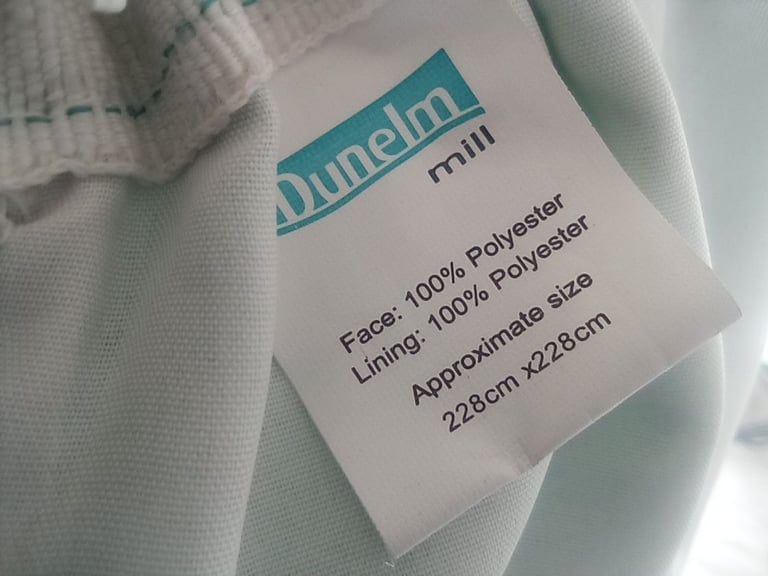 Dunelm
mill
Face: 100% Polyester
Lining: 100% Polyester
Approximate size
228cm x228cm